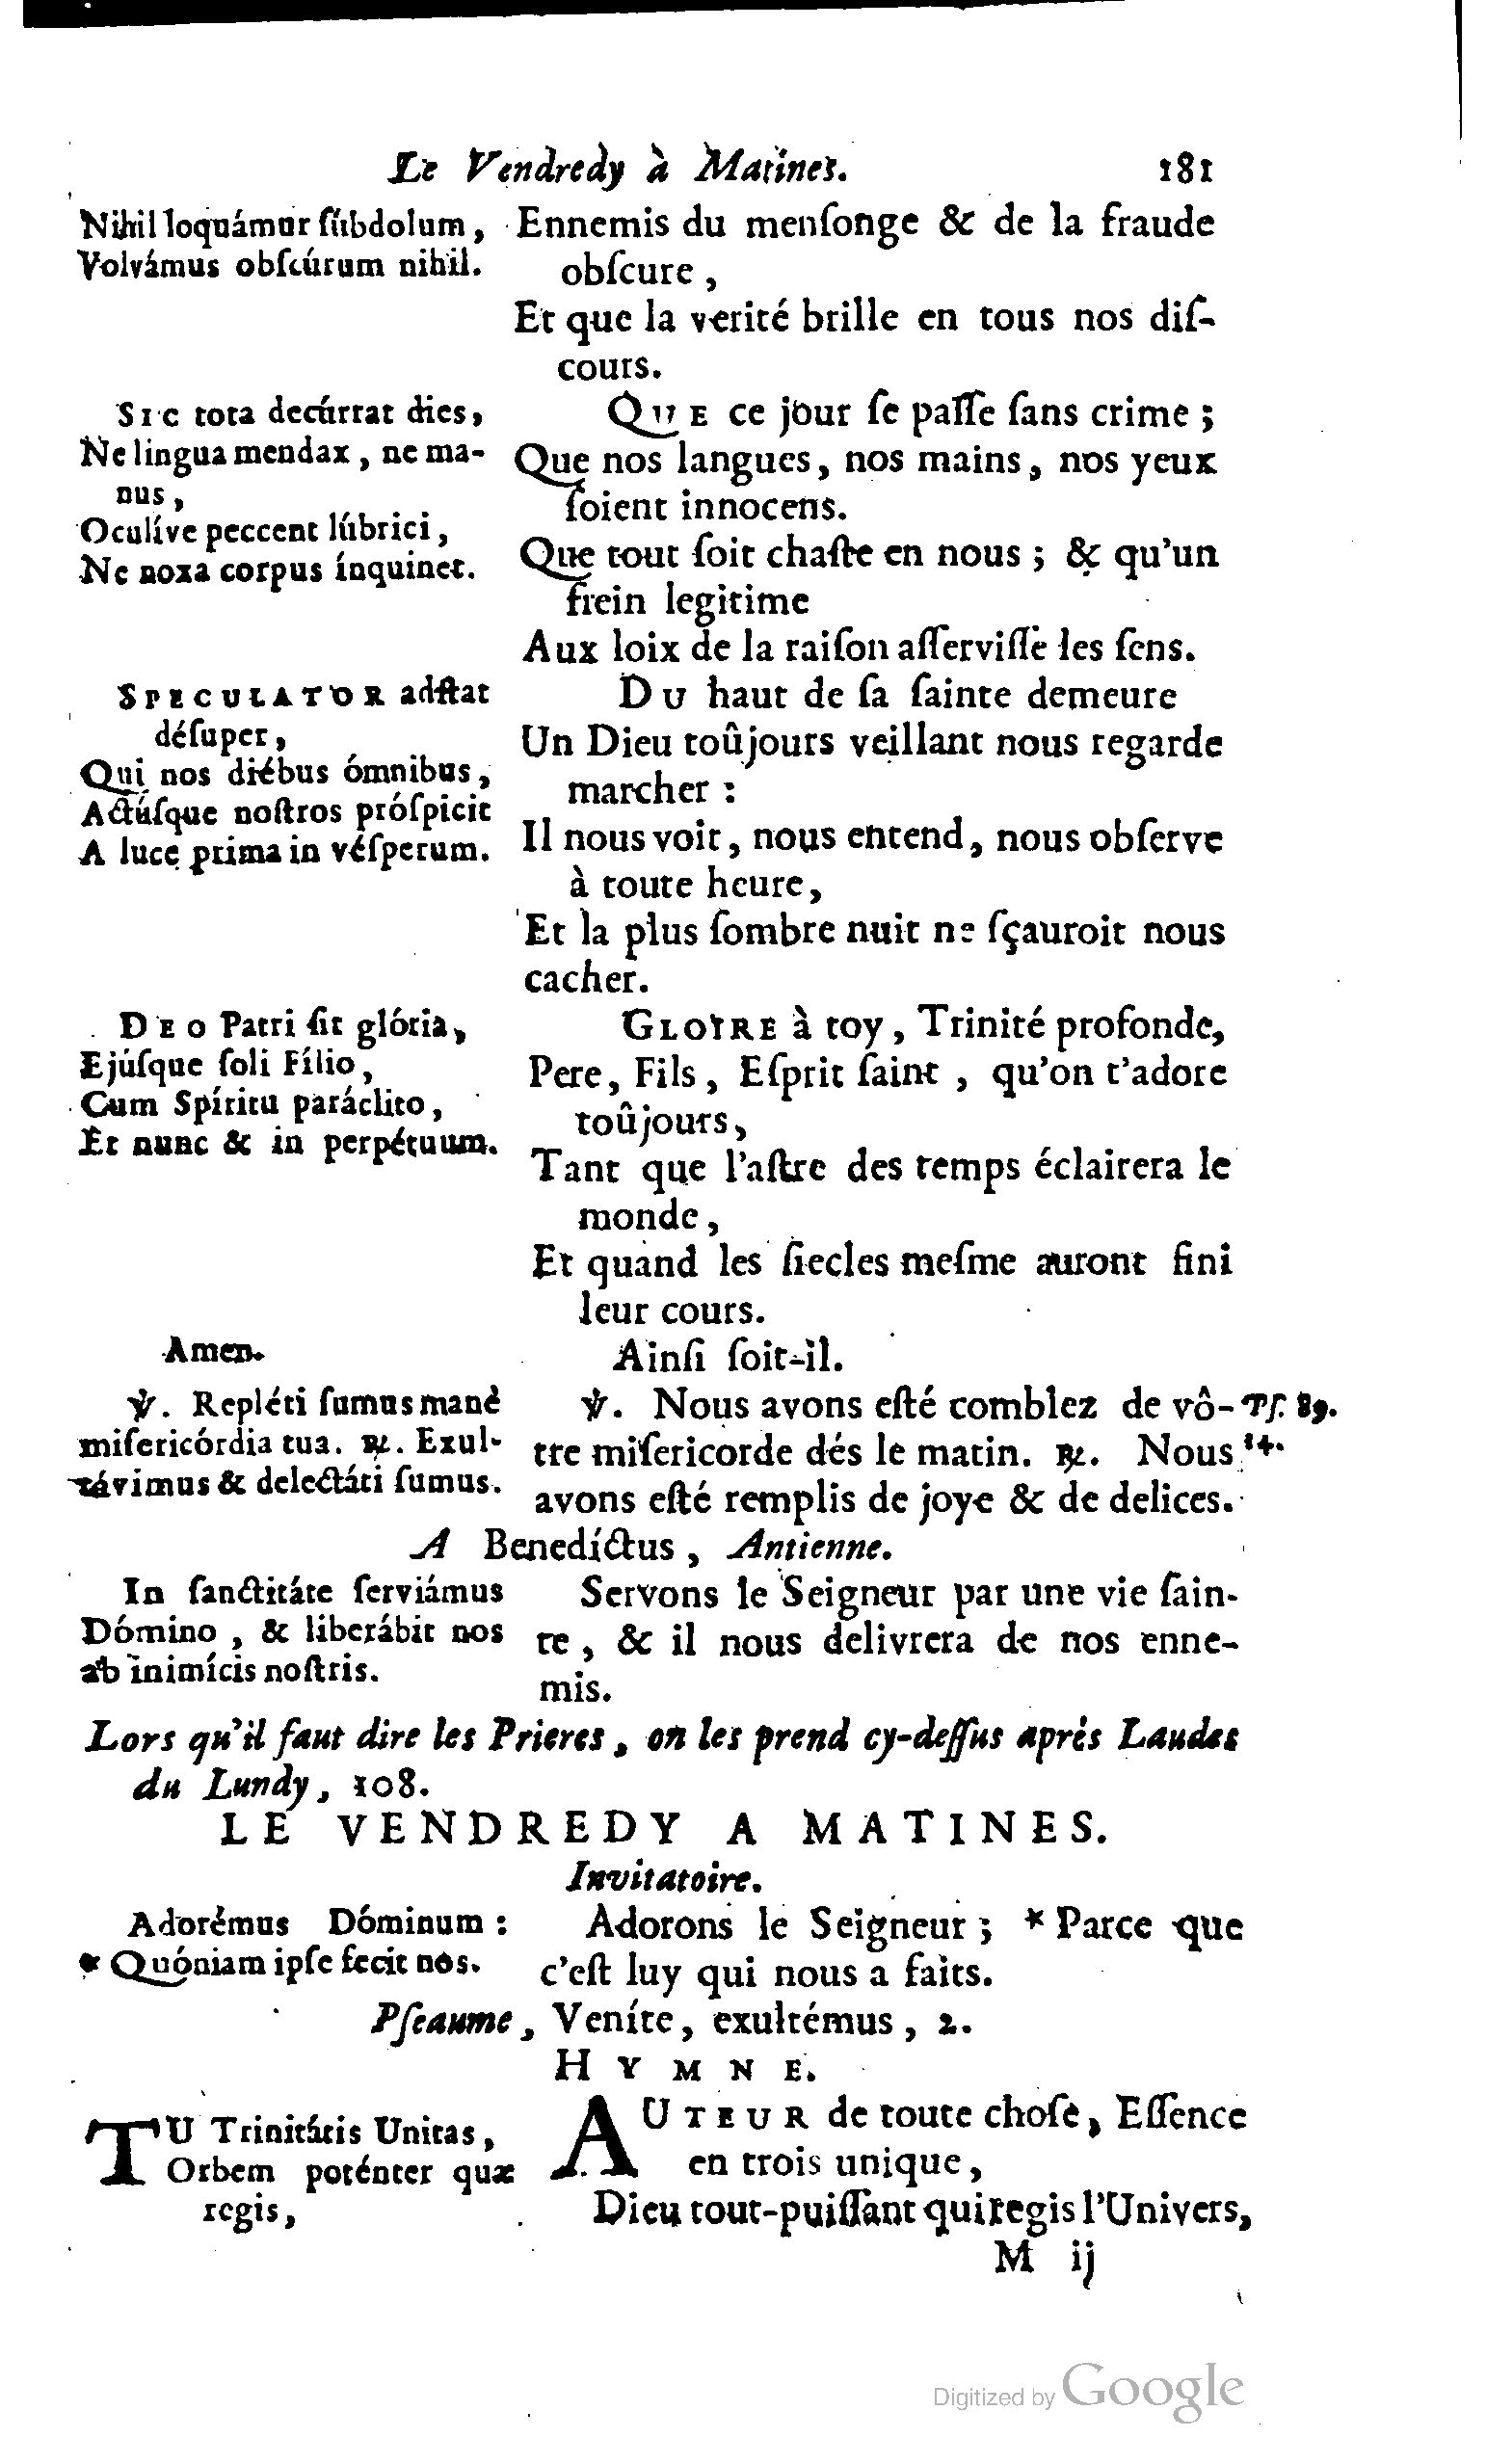 Le Vendredy à Matines. 181
Nihil loquámur ſúbdolum,
Volvámus obſcúrum nihil.
Ennemis du menſonge & de la fraude
obſcure,
Et que la verité brille en tous nos diſ-
cours.
SIC tota decúrrat dies,
Ne lingua mendax, ne ma-
nus,
Oculíve peccent lúbrici,
Ne noxa corpus ínquinet.
QUE ce jour ſe paſſe ſans crime;
Que nos langues, nos mains, nos yeux
ſoient innocens.
Que tout ſoit chaſte en nous; & qu'un
frein legitime
Aux loix de la raiſon aſſerviſſe les ſens.
SPECULATOR adſtat
déſuper,
Qui nos diébus ómnibus,
Actúſque noſtros próſpicit
A luce prima in véſperum.
DU haut de ſa ſainte demeure
Un Dieu toûjours veillant nous regarde
marcher :
Il nous voit, nous entend, nous obſerve
à toute heure,
Et la plus ſombre nuit ne ſçauroit nous
cacher.
DEO Patri ſit glória,
Ejúſque ſoli Fílio,
Cum Spíritu paráclito,
Et nunc & in perpétuum.
GLOIRE à toy, Trinité profonde,
Pere, Fils, Eſprit ſaint, qu'on t'adore
toûjours,
Tant que l'aſtre des temps éclairera le
monde,
Et quand les ſiecles meſme auront fini
leur cours.
Amen.
Ainſi ſoit-il.
℣. Repléti ſumus manè
miſericórdia tua. ℟. Exul-
távimus & delectáti ſumus.
℣. Nous avons eſté comblez de vô-
tre miſericorde dés le matin. ℟. Nous
avons eſté remplis de joye & de delices.
Pſ. 89.
14.
A Benedíctus, Antienne.
In ſanctitáte ſerviámus
Dómino, & liberábit nos
ab inimícis noſtris.
Servons le Seigneur par une vie ſain-
te, & il nous delivrera de nos enne-
mis.
Lors qu'il faut dire les Prieres, on les prend cy-deſſus après Laudes
du Lundy, 108.
LE VENDREDY A MATINES.
Invitatoire.
Adorémus Dóminum :
* Quóniam ipſe fecit nos.
Adorons le Seigneur; * Parce que
c'eſt luy qui nous a faits.
Pſeaume, Veníte, exultémus, 2.
HYMNE.
TU Trinitátis Unitas,
Orbem poténter quæ
regis,
AUTEUR de toute choſe, Eſſence
en trois unique,
Dieu tout-puiſſant qui regis l'Univers,
M ij
Digitized by Google